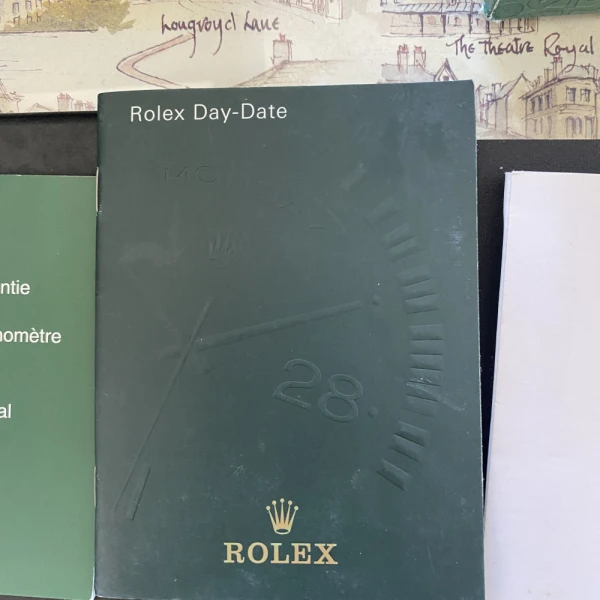 Longroyd Lane
The Theatre Royal
Rolex Day-Date
28
ntie
nomètre
al
ROLEX